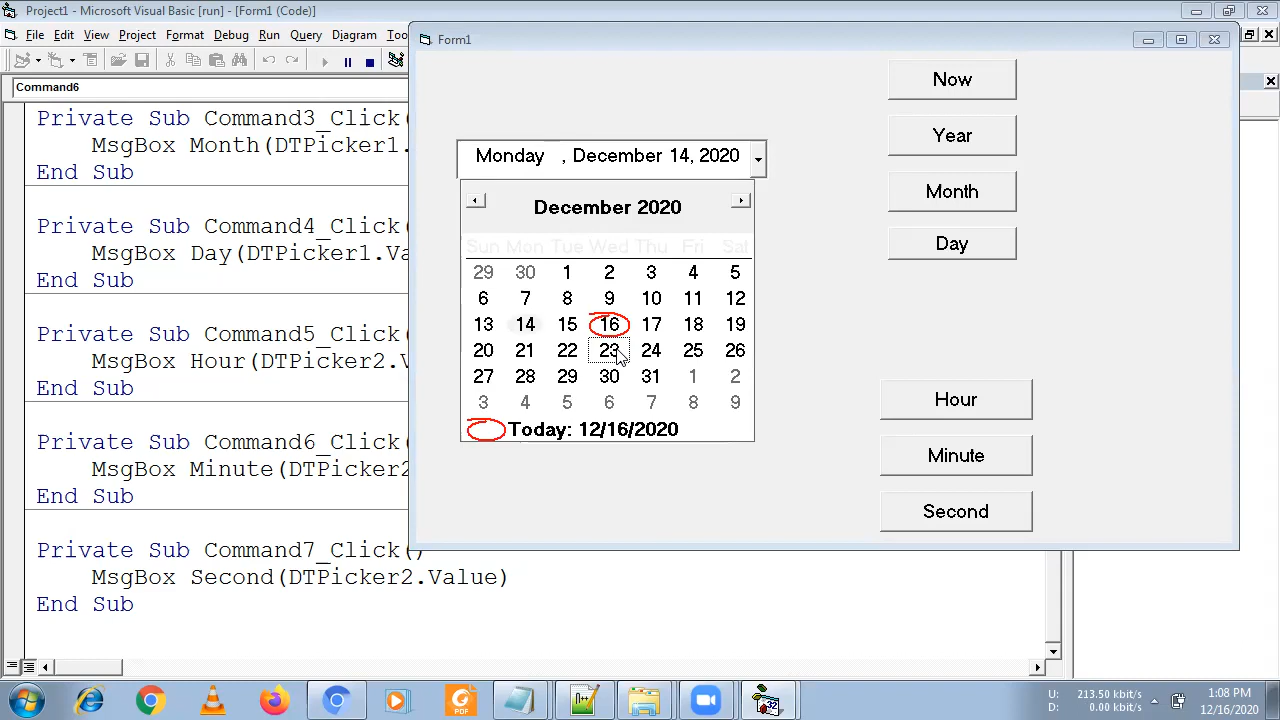 Project1 - Microsoft Visual Basic [run] - [Form1 (Code)]
File Edit View Project Format Debug Run Query Diagram
Command6
Private Sub Command3_Click(
MsgBox Month(DTPicker1.
End Sub
Private Sub Command4_Click(
MsgBox Day(DTPicker1.Va
End Sub
Private Sub Command5_Click(
MsgBox Hour(DTPicker2.V
End Sub
Private Sub Command6_Click(
MsgBox Minute(DTPicker2
End Sub
Private Sub Command7_Click()
MsgBox Second(DTPicker2.Value)
End Sub
Form1
Monday , December 14, 2020
December 2020
Sun Mon Tue Wed Thu Fri Sat
29 30 1 2 3 4 5
6 7 8 9 10 11 12
13 14 15 16 17 18 19
20 21 22 23 24 25 26
27 28 29 30 31 1 2
3 4 5 6 7 8 9
Today: 12/16/2020
Now
Year
Month
Day
Hour
Minute
Second
U: 213.50 kbit/s
D: 0.00 kbit/s
1:08 PM
12/16/2020